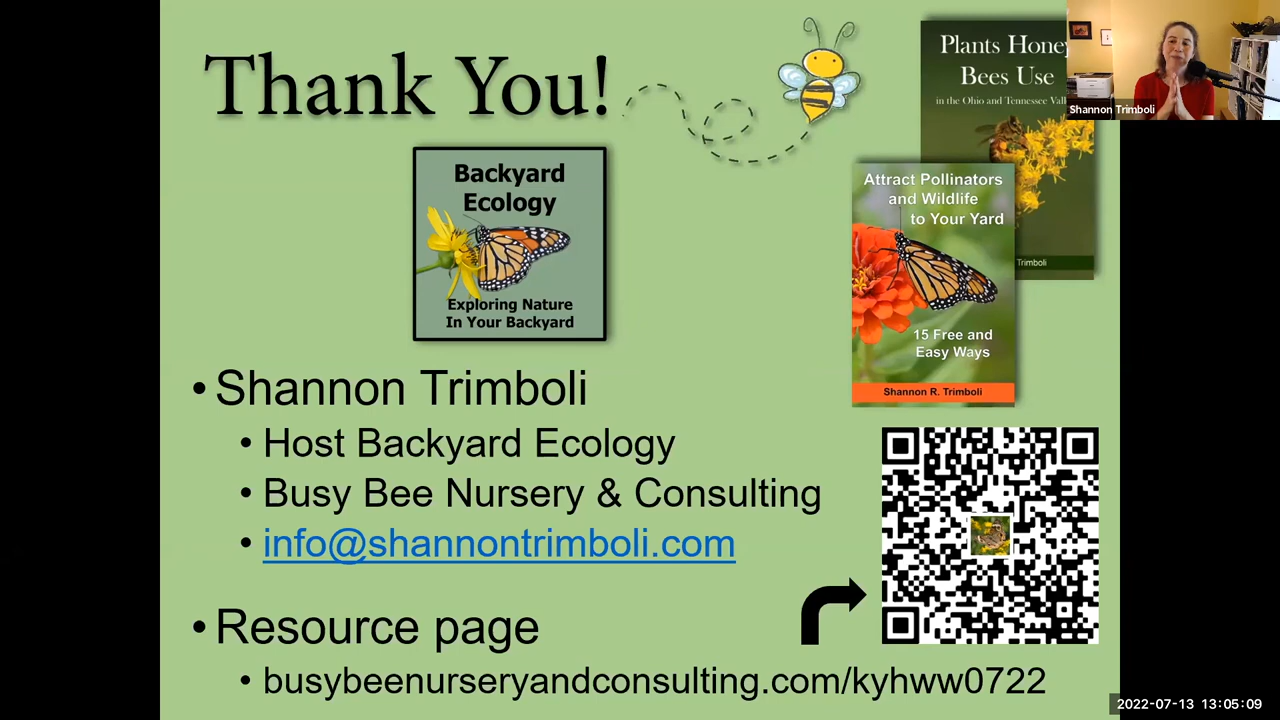 Thank You!
Plants Honey
Bees Use
in the Ohio and Tennessee
Shannon Trimboli
Backyard
Ecology
Exploring Nature
In Your Backyard
Attract Pollinators
and Wildlife
to Your Yard
Trimboli
15 Free and
Easy Ways
Shannon R. Trimboli
• Shannon Trimboli
• Host Backyard Ecology
• Busy Bee Nursery & Consulting
• info@shannontrimboli.com
• Resource page
• busybeenurseryandconsulting.com/kyhww0722
2022-07-13 13:05:09